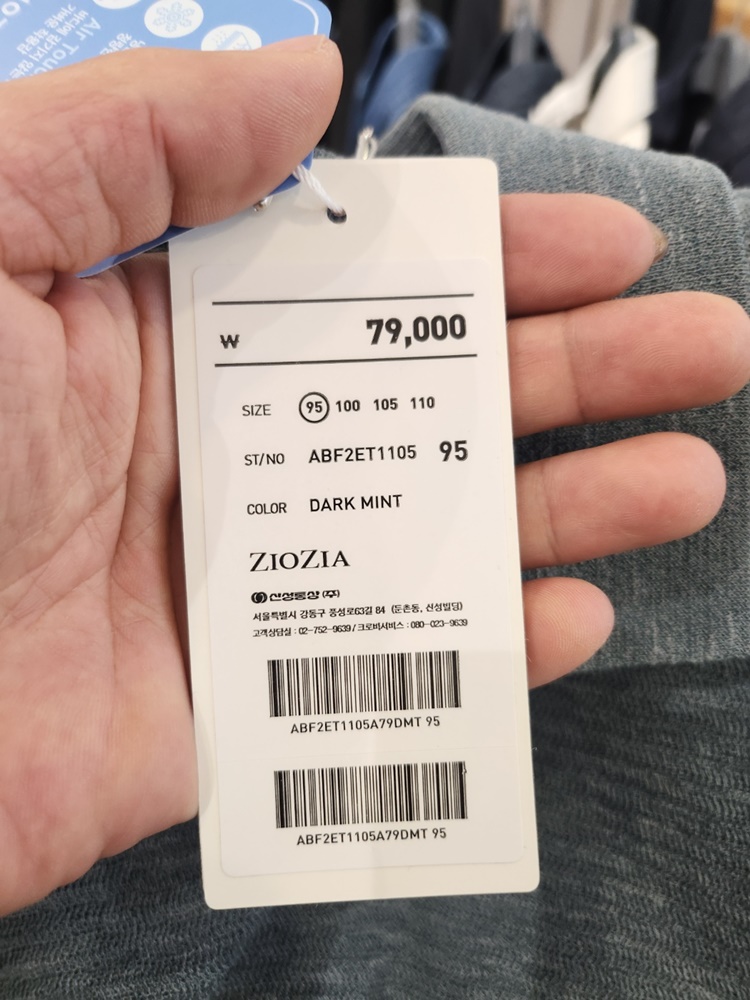 Air Touch
₩ 79,000
SIZE 95 100 105 110
ST/NO ABF2ET1105 95
COLOR DARK MINT
ZIOZIA
신성통상 (주)
서울특별시 강동구 풍성로63길 84 (둔촌동, 신성빌딩)
고객상담실 : 02-752-9639 / 크로바서비스 : 080-023-9639
ABF2ET1105A79DMT 95
ABF2ET1105A79DMT 95